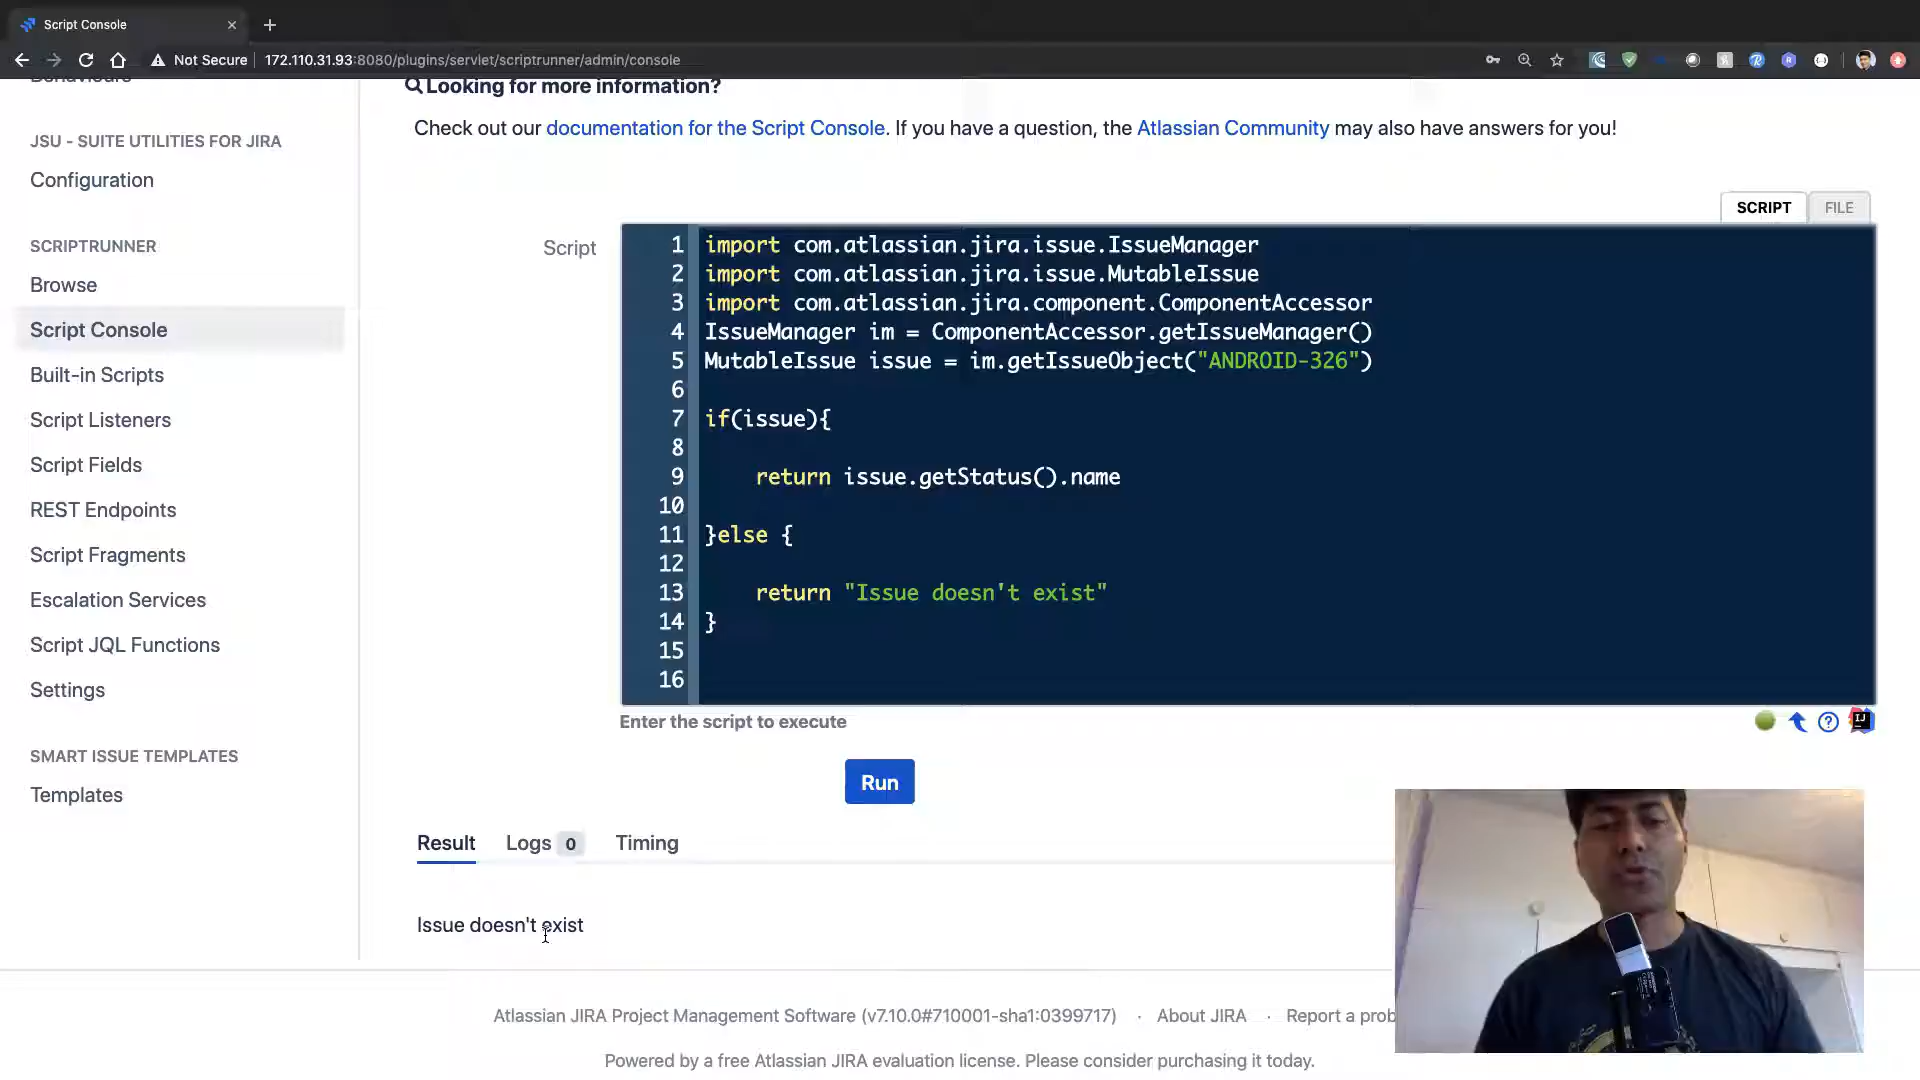 Script Console
Not Secure
172.110.31.93:8080/plugins/servlet/scriptrunner/admin/console
Behaviours
JSU - SUITE UTILITIES FOR JIRA
Configuration
SCRIPTRUNNER
Browse
Script Console
Built-in Scripts
Script Listeners
Script Fields
REST Endpoints
Script Fragments
Escalation Services
Script JQL Functions
Settings
SMART ISSUE TEMPLATES
Templates
Looking for more information?
Check out our documentation for the Script Console. If you have a question, the Atlassian Community may also have answers for you!
SCRIPT FILE
Script
1 import com.atlassian.jira.issue.IssueManager
2 import com.atlassian.jira.issue.MutableIssue
3 import com.atlassian.jira.component.ComponentAccessor
4 IssueManager im = ComponentAccessor.getIssueManager()
5 MutableIssue issue = im.getIssueObject("ANDROID-326")
6
7 if(issue){
8
9 return issue.getStatus().name
10
11 }else {
12
13 return "Issue doesn't exist"
14 }
15
16
Enter the script to execute
IJ
Run
Result Logs 0 Timing
Issue doesn't exist
Atlassian JIRA Project Management Software (v7.10.0#710001-sha1:0399717) · About JIRA · Report a prob
Powered by a free Atlassian JIRA evaluation license. Please consider purchasing it today.